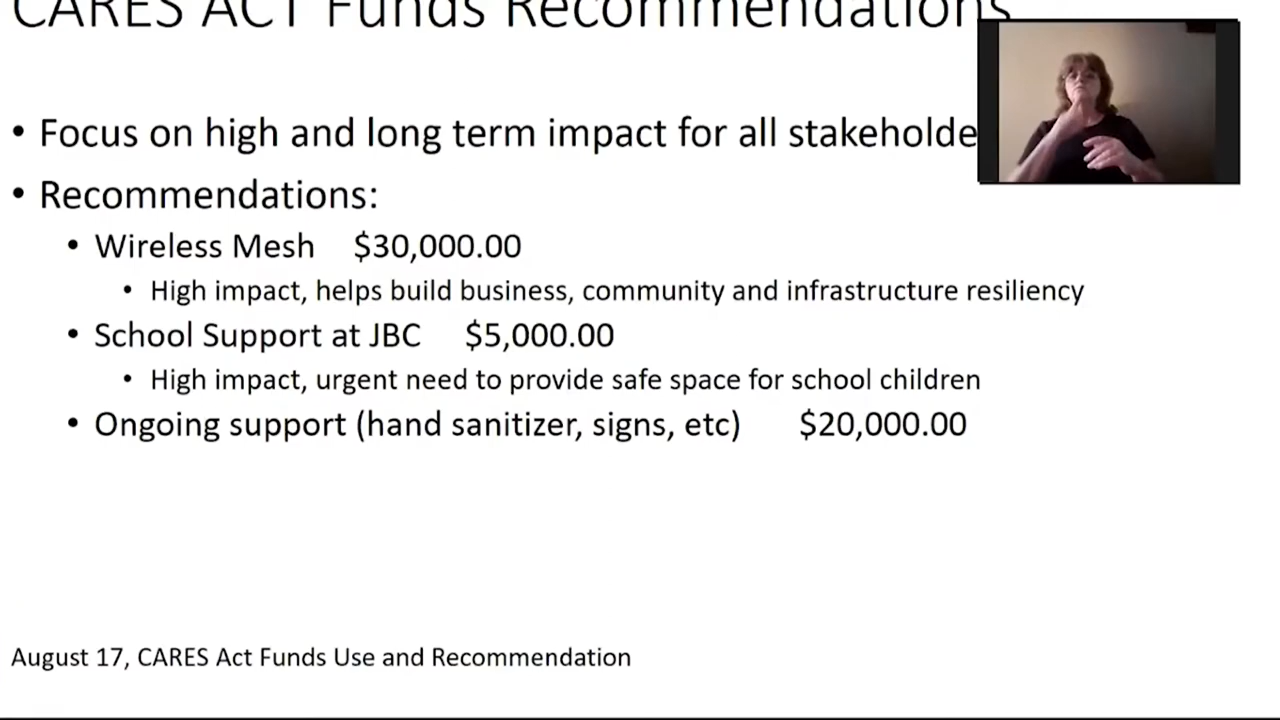 CARES ACT Funds Recommendations
• Focus on high and long term impact for all stakeholde
• Recommendations:
• Wireless Mesh $30,000.00
• High impact, helps build business, community and infrastructure resiliency
• School Support at JBC $5,000.00
• High impact, urgent need to provide safe space for school children
• Ongoing support (hand sanitizer, signs, etc) $20,000.00
August 17, CARES Act Funds Use and Recommendation